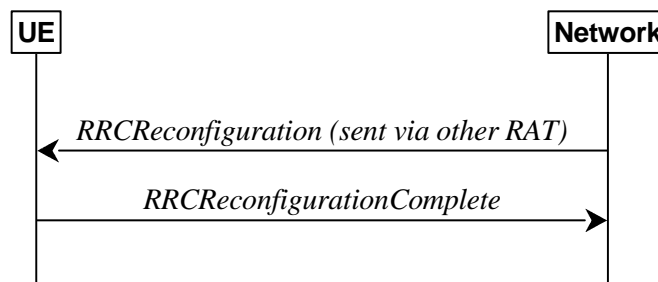 UE
Network
RRCReconfiguration (sent via other RAT)
RRCReconfigurationComplete